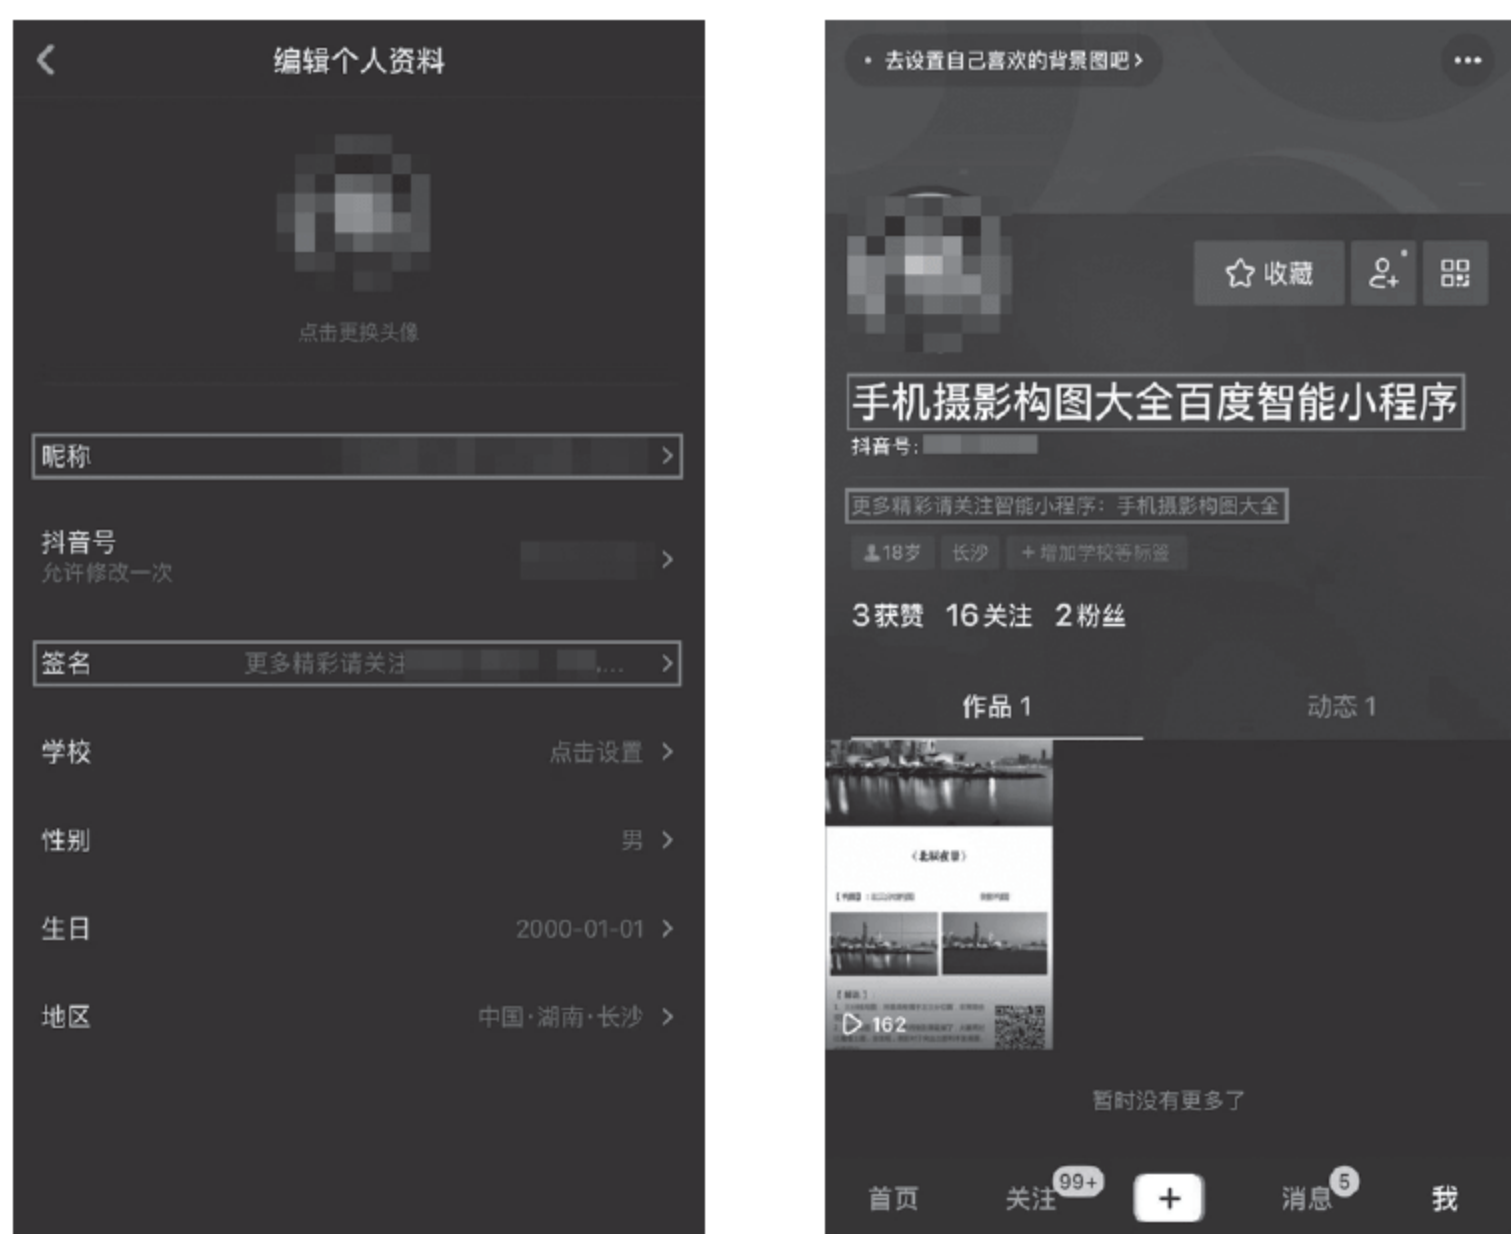 编辑个人资料
点击更换头像
昵称
抖音号
允许修改一次
签名 更多精彩请关注 ...
学校 点击设置
性别 男
生日 2000-01-01
地区 中国·湖南·长沙
• 去设置自己喜欢的背景图吧
收藏
手机摄影构图大全百度智能小程序
抖音号:
更多精彩请关注智能小程序：手机摄影构图大全
18岁 长沙 +增加学校等标签
3获赞 16关注 2粉丝
作品 1 动态 1
162
暂时没有更多了
首页 关注 99+ + 消息 5 我